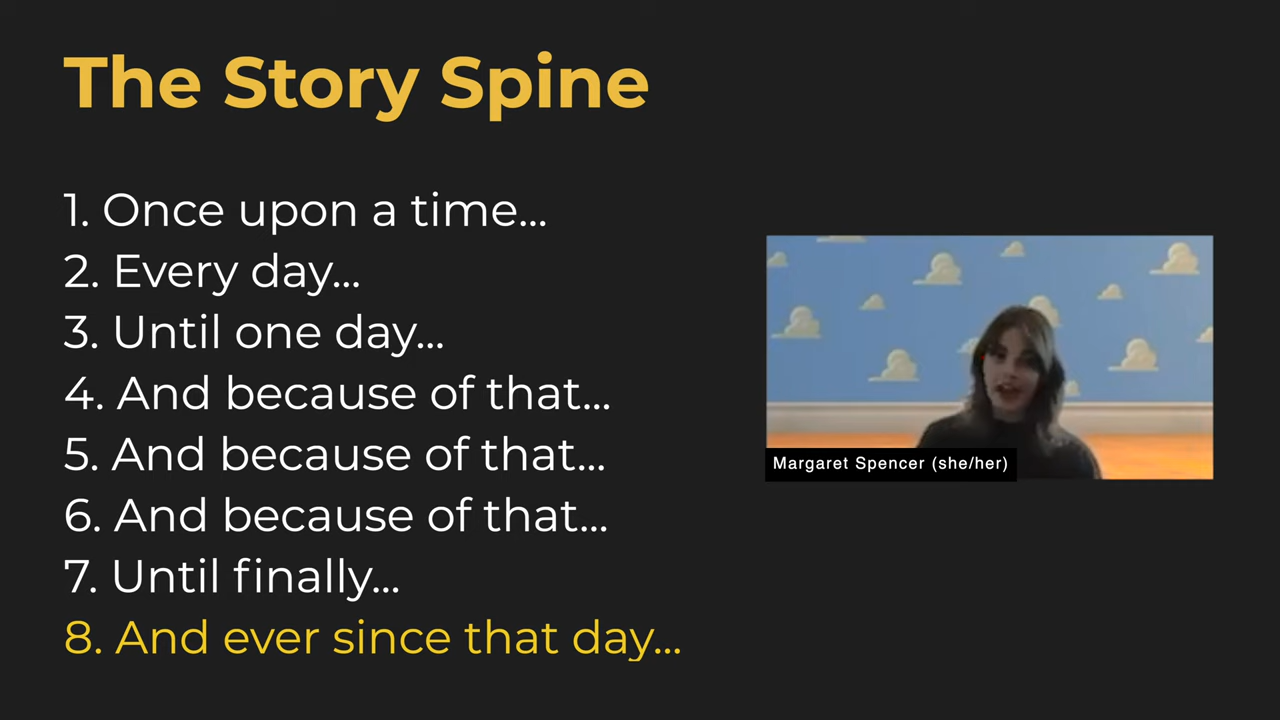 The Story Spine
1. Once upon a time...
2. Every day...
3. Until one day...
4. And because of that...
5. And because of that...
6. And because of that...
7. Until finally...
8. And ever since that day...
Margaret Spencer (she/her)